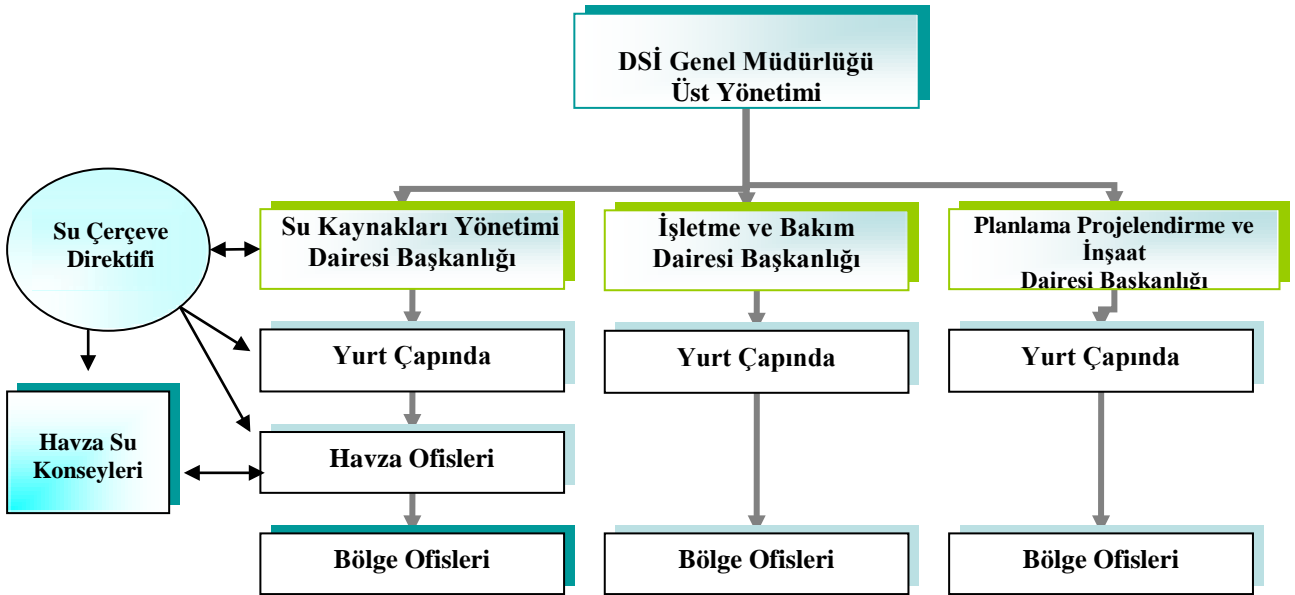 DSİ Genel Müdürlüğü
Üst Yönetimi
Su Çerçeve
Direktifi
Su Kaynakları Yönetimi
Dairesi Başkanlığı
İşletme ve Bakım
Dairesi Başkanlığı
Planlama Projelendirme ve
İnşaat
Dairesi Başkanlığı
Yurt Çapında
Yurt Çapında
Yurt Çapında
Havza Su
Konseyleri
Havza Ofisleri
Bölge Ofisleri
Bölge Ofisleri
Bölge Ofisleri